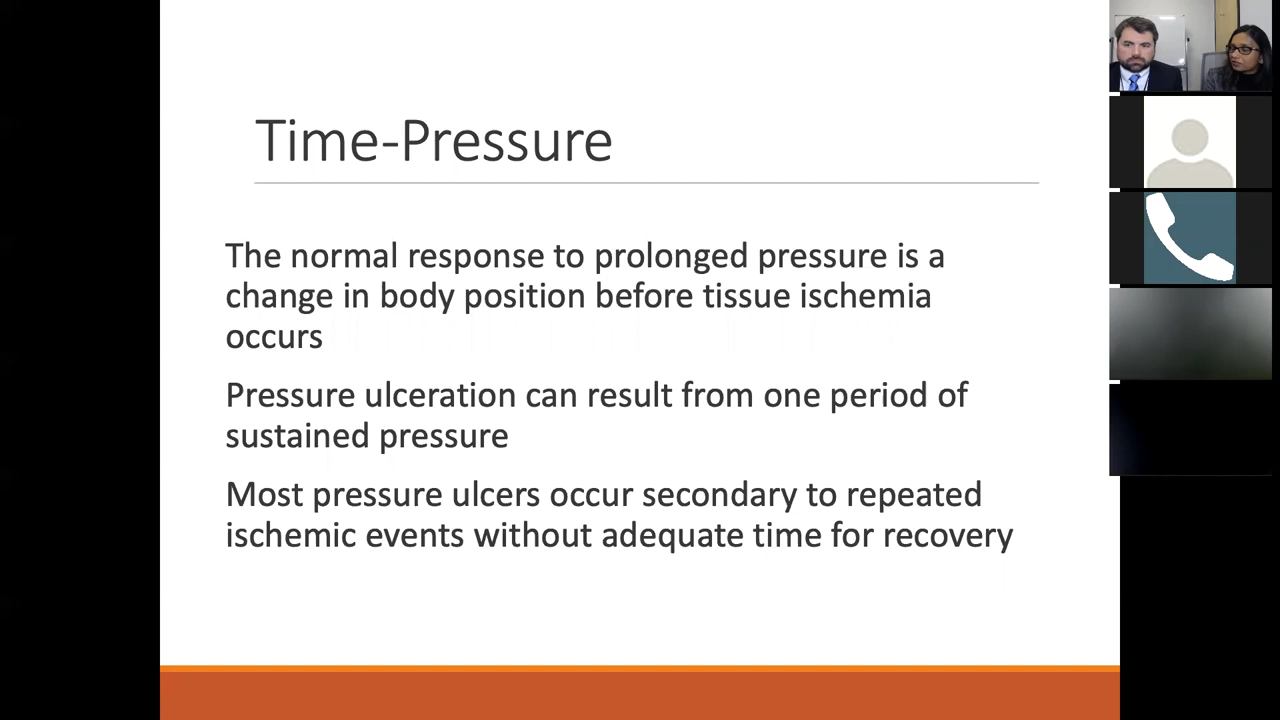 Time-Pressure
The normal response to prolonged pressure is a
change in body position before tissue ischemia
occurs
Pressure ulceration can result from one period of
sustained pressure
Most pressure ulcers occur secondary to repeated
ischemic events without adequate time for recovery